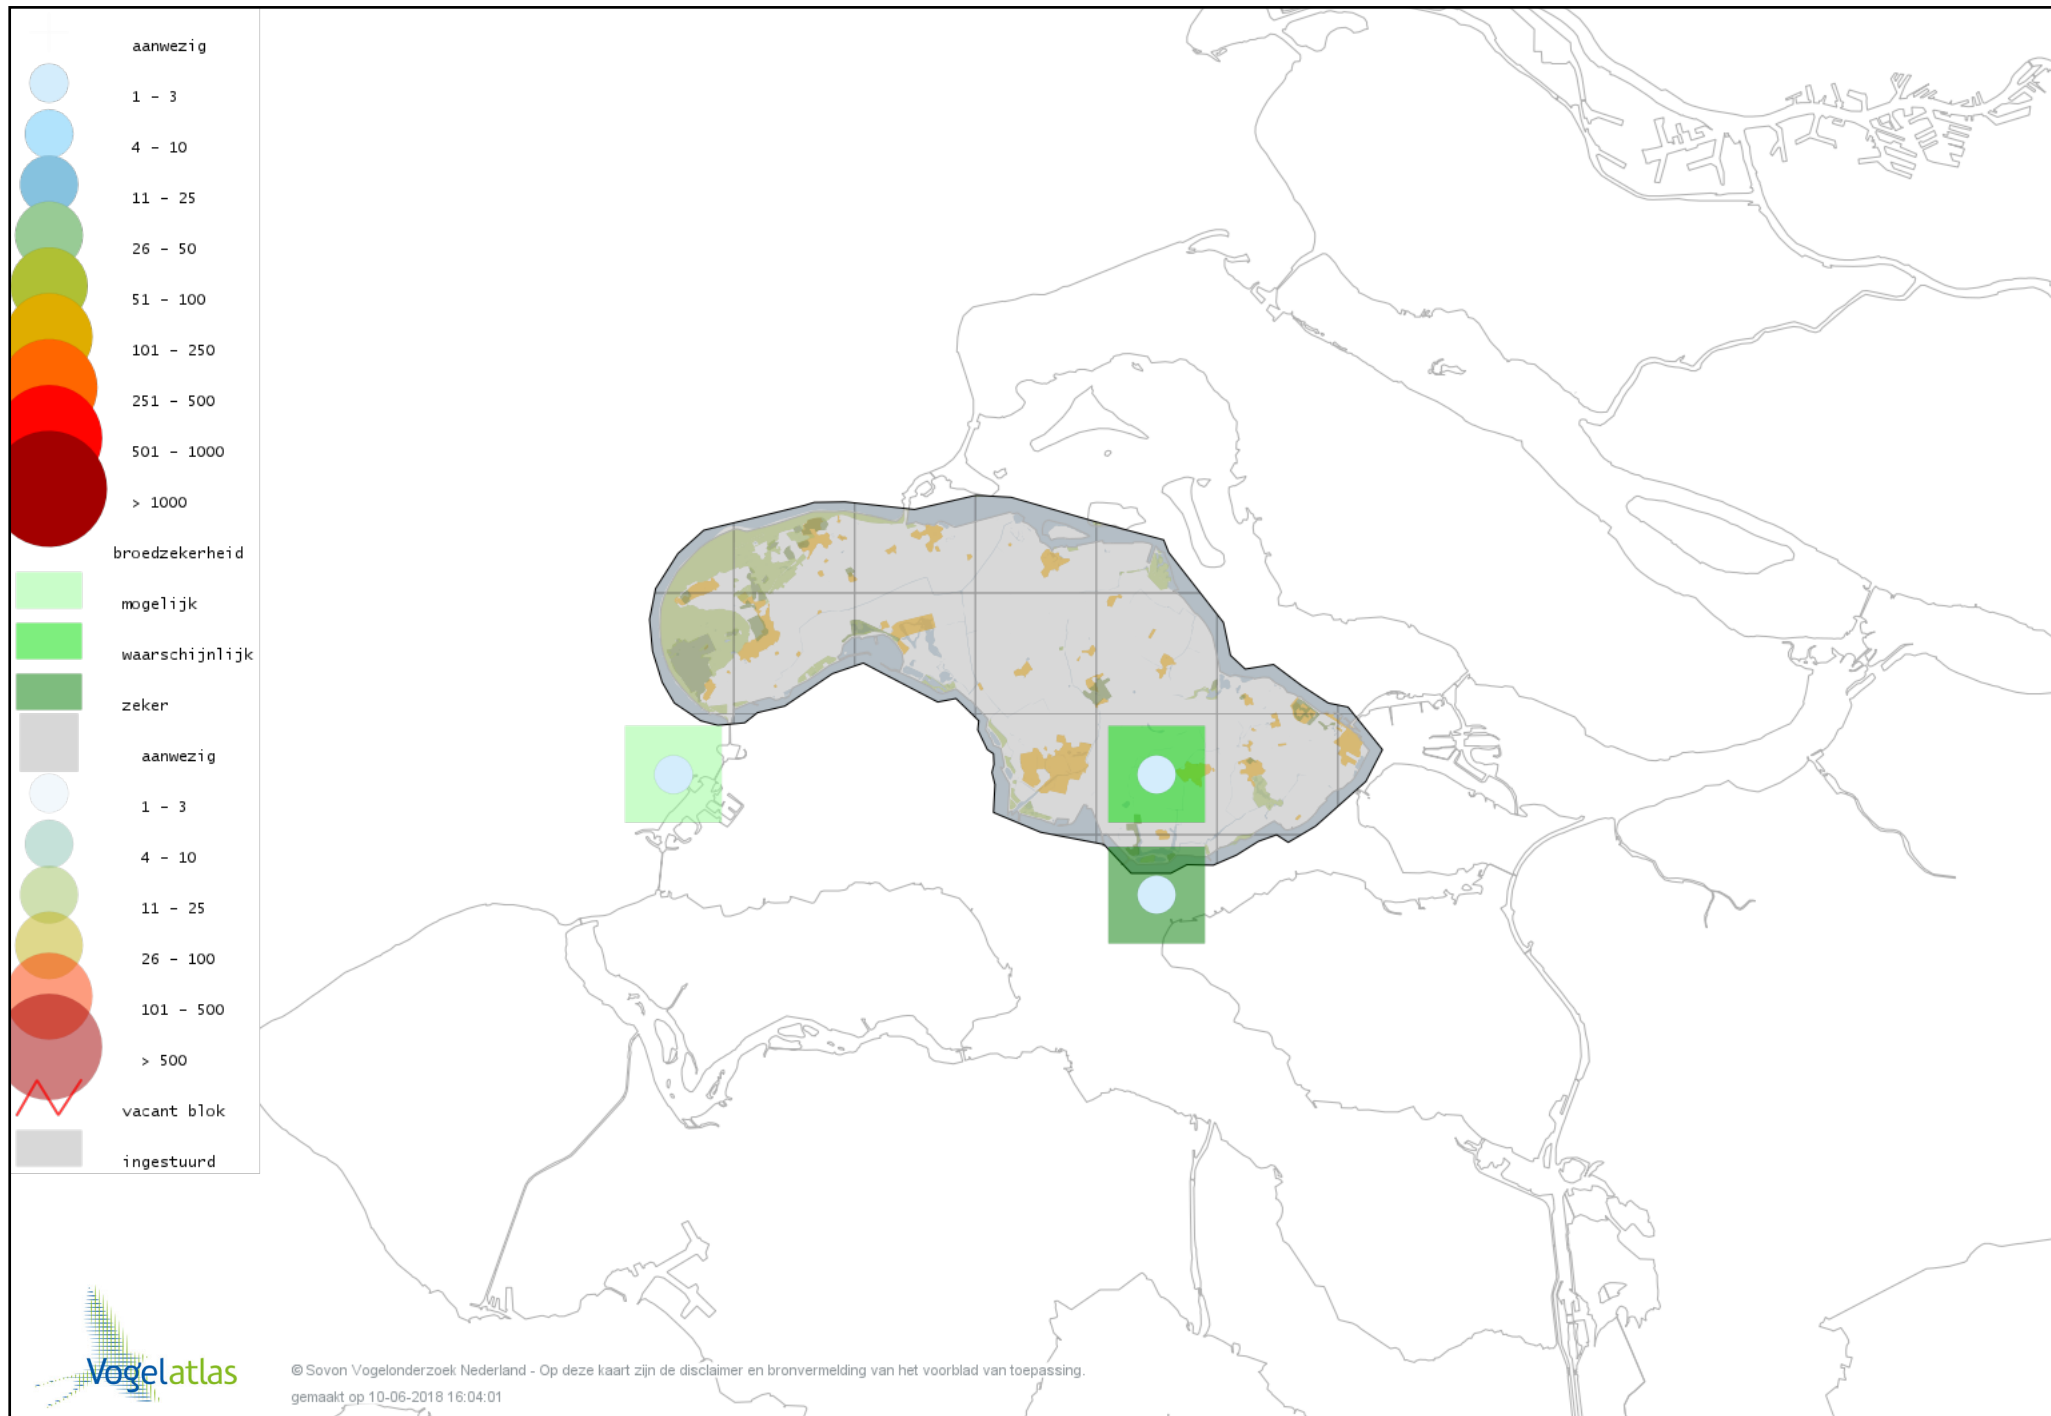 aanwezig
1 - 3
4 - 10
11 - 25
26 - 50
51 - 100
101 - 250
251 - 500
501 - 1000
> 1000
broedzekerheid
mogelijk
waarschijnlijk
zeker
aanwezig
1 - 3
4 - 10
11 - 25
26 - 100
101 - 500
> 500
vacant blok
ingestuurd
Vogelatlas
© Sovon Vogelonderzoek Nederland - Op deze kaart zijn de disclaimer en bronvermelding van het voorblad van toepassing.
gemaakt op 10-06-2018 16:04:01